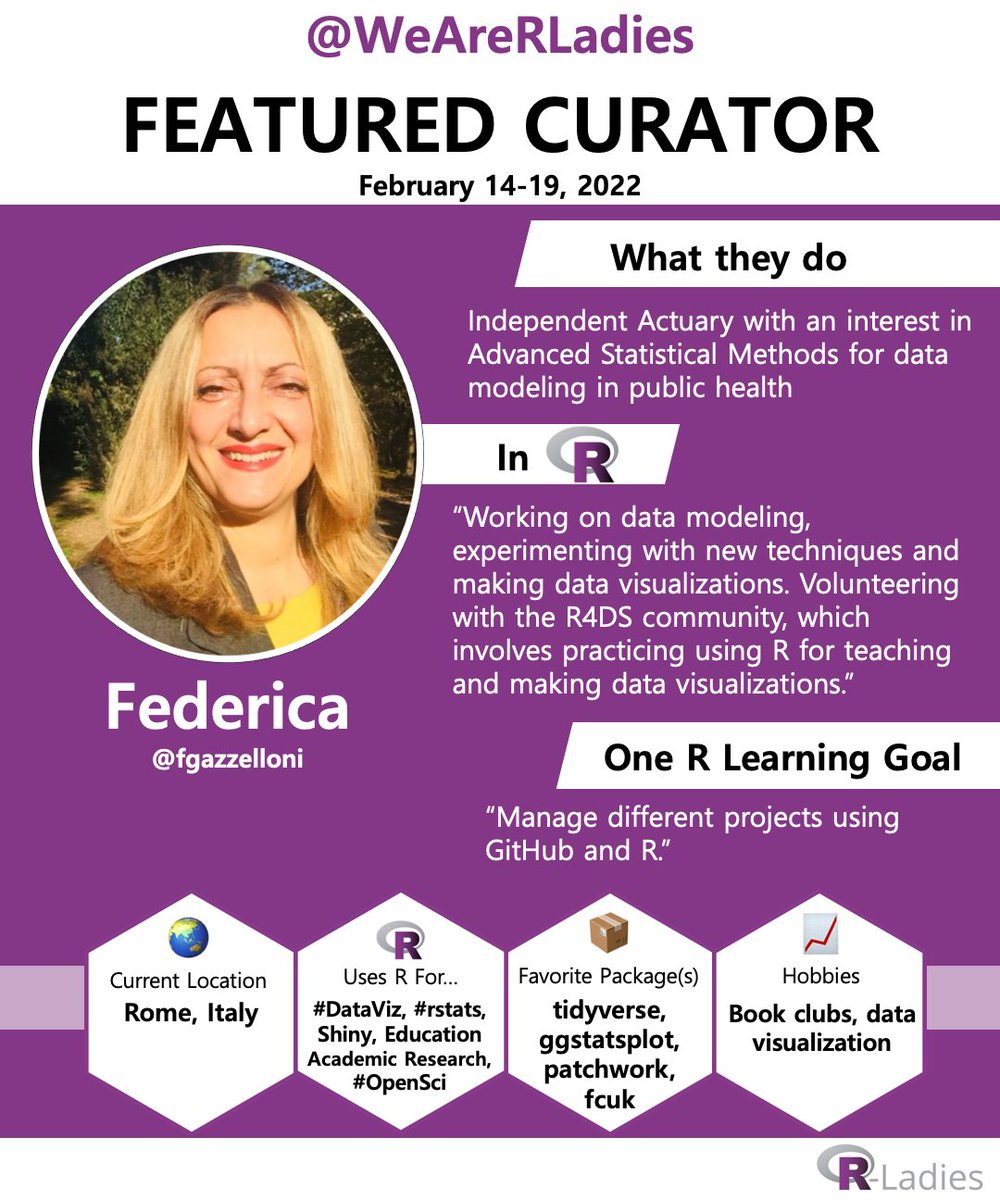 @WeAreRLadies
FEATURED CURATOR
February 14-19, 2022
What they do
Independent Actuary with an interest in
Advanced Statistical Methods for data
modeling in public health
In R
“Working on data modeling,
experimenting with new techniques and
making data visualizations. Volunteering
with the R4DS community, which
involves practicing using R for teaching
and making data visualizations.”
Federica
@fgazzelloni
One R Learning Goal
“Manage different projects using
GitHub and R.”
Current Location
Rome, Italy
R
Uses R For...
#DataViz, #rstats,
Shiny, Education
Academic Research,
#OpenSci
Favorite Package(s)
tidyverse,
ggstatsplot,
patchwork,
fcuk
Hobbies
Book clubs, data
visualization
R-Ladies